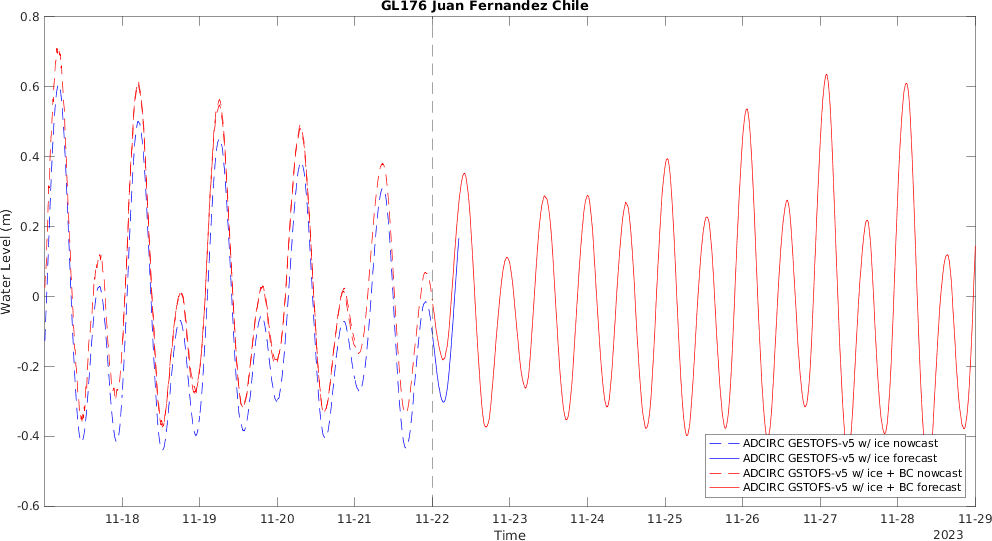 GL176 Juan Fernandez Chile
0.8
0.6
0.4
0.2
0
-0.2
-0.4
-0.6
Water Level (m)
ADCIRC GESTOFS-v5 w/ ice nowcast
ADCIRC GESTOFS-v5 w/ ice forecast
ADCIRC GSTOFS-v5 w/ ice + BC nowcast
ADCIRC GSTOFS-v5 w/ ice + BC forecast
11-18 11-19 11-20 11-21 11-22 11-23 11-24 11-25 11-26 11-27 11-28 11-29
Time
2023